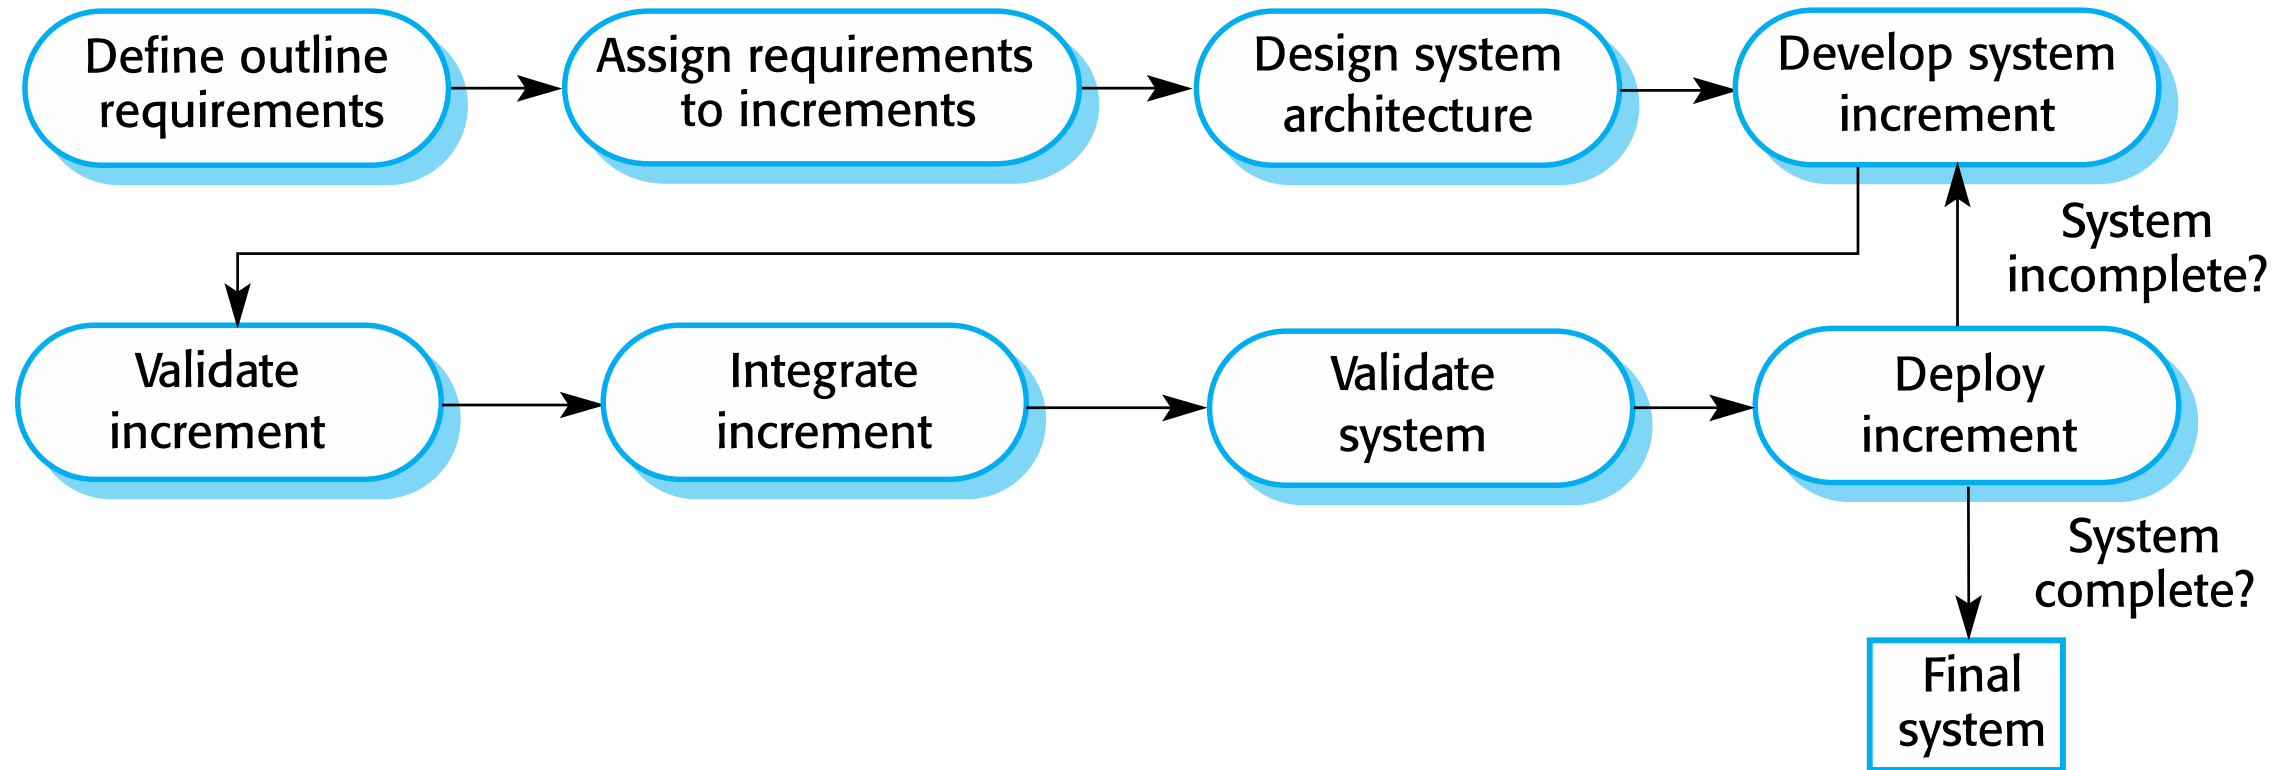 Define outline
requirements
Assign requirements
to increments
Design system
architecture
Develop system
increment
System
incomplete?
Validate
increment
Integrate
increment
Validate
system
Deploy
increment
System
complete?
Final
system